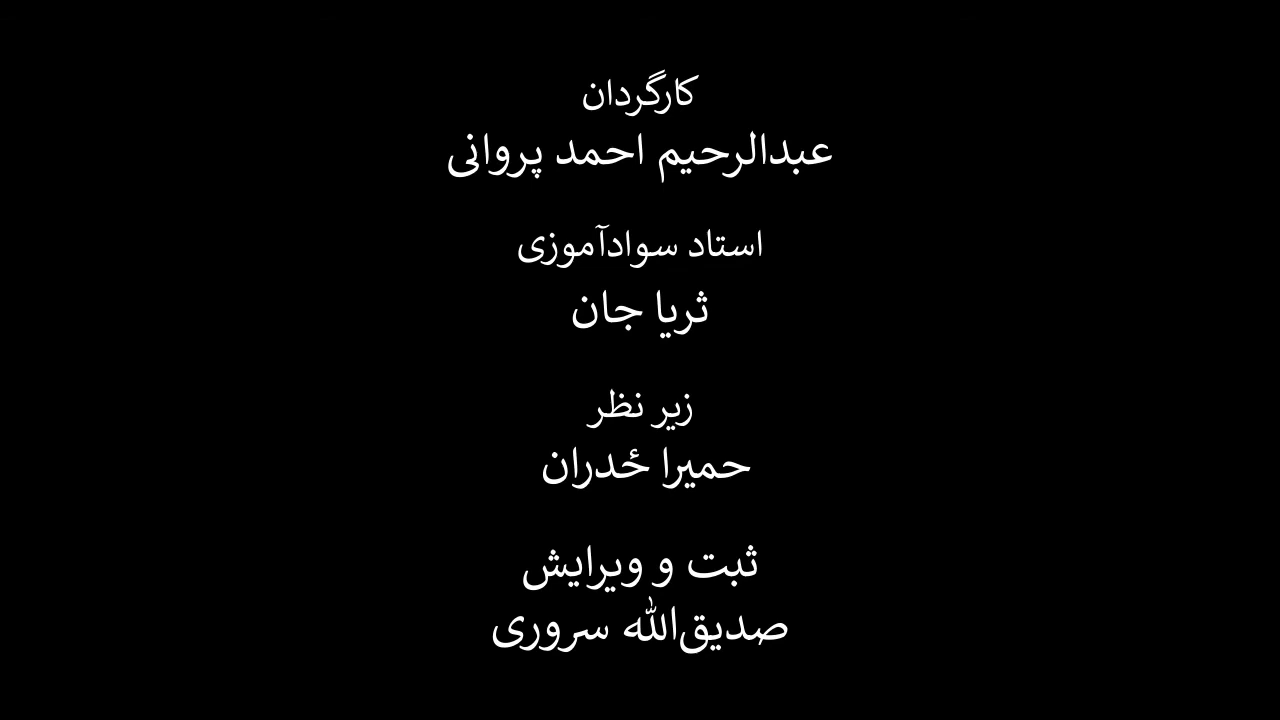 کارگردان
عبدالرحیم احمد پروانی
استاد سوادآموزی
ثریا جان
زیر نظر
حمیرا ځدران
ثبت و ویرایش
صدیق‌الله سروری